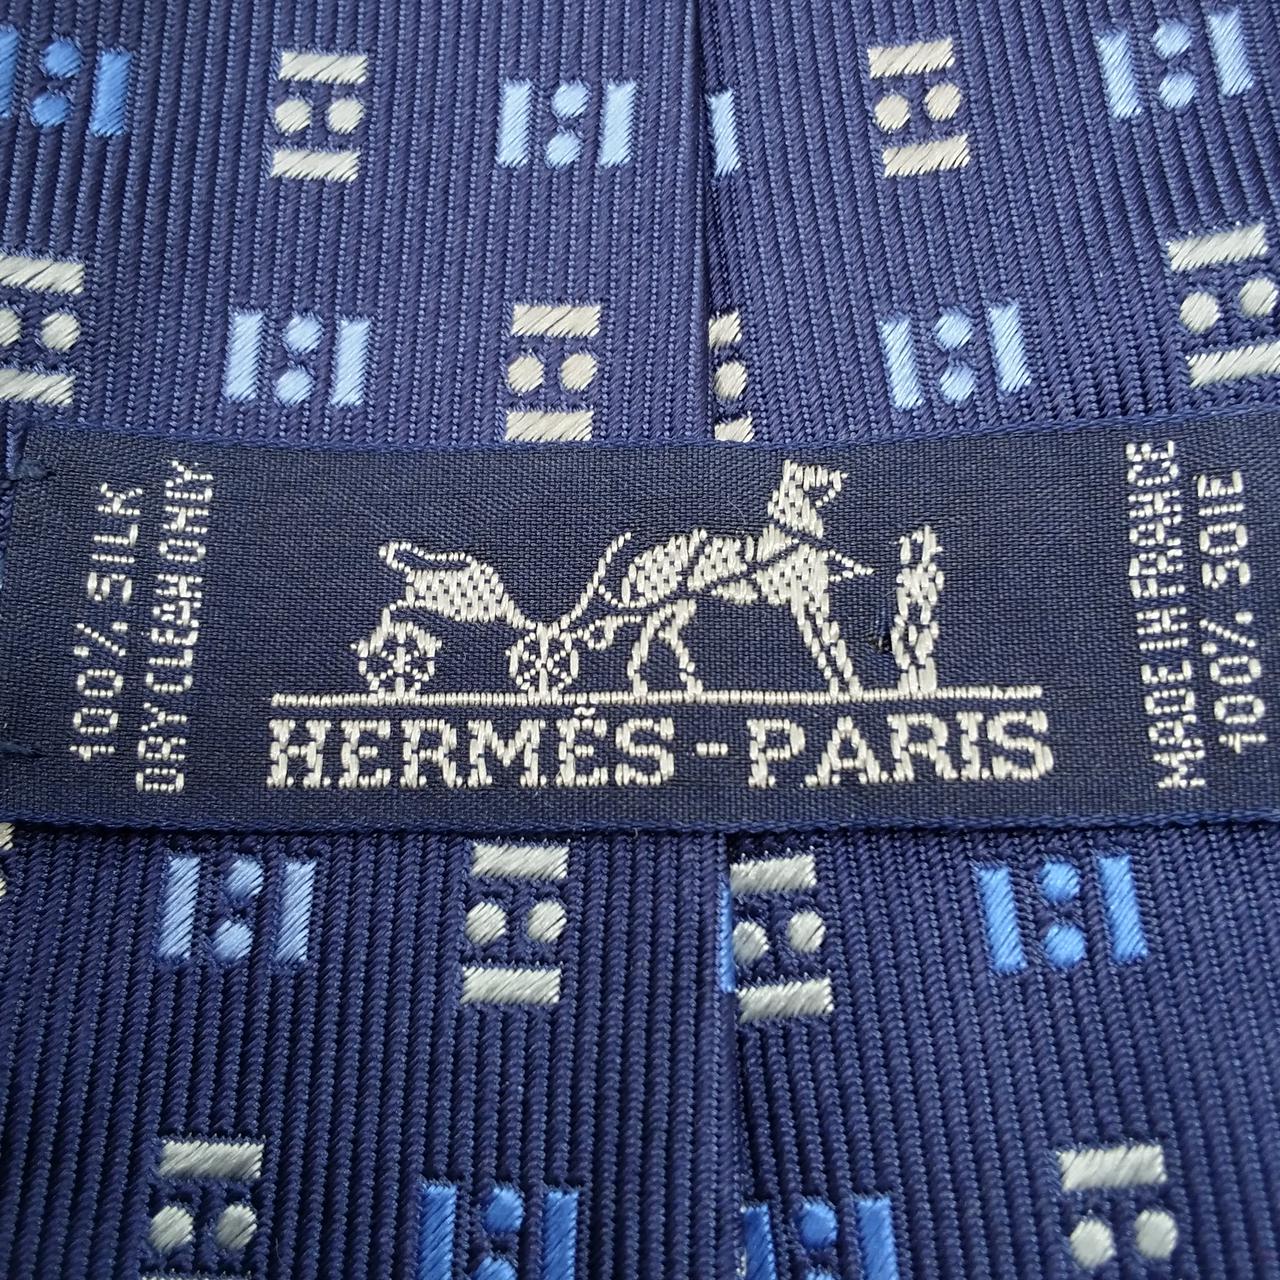 100% SILK
DRY CLEAN ONLY
HERMÈS-PARIS
MADE IN FRANCE
100% SOIE